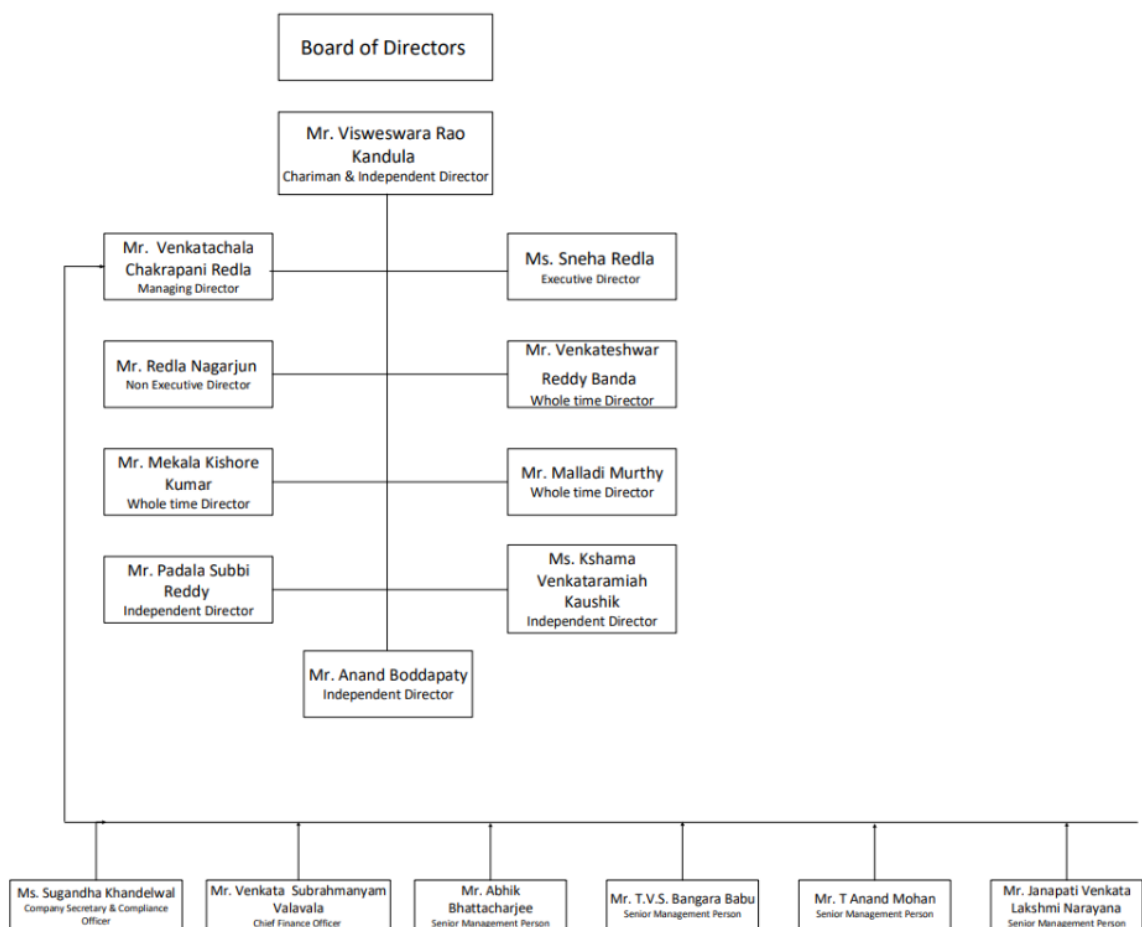 Board of Directors
Mr. Visweswara Rao
Kandula
Chariman & Independent Director
Mr. Venkatachala
Chakrapani Redla
Managing Director
Ms. Sneha Redla
Executive Director
Mr. Redla Nagarjun
Non Executive Director
Mr. Venkateshwar
Reddy Banda
Whole time Director
Mr. Mekala Kishore
Kumar
Whole time Director
Mr. Malladi Murthy
Whole time Director
Mr. Padala Subbi
Reddy
Independent Director
Ms. Kshama
Venkataramiah
Kaushik
Independent Director
Mr. Anand Boddapaty
Independent Director
Ms. Sugandha Khandelwal
Company Secretary & Compliance
Officer
Mr. Venkata Subrahmanyam
Valavala
Chief Finance Officer
Mr. Abhik
Bhattacharjee
Senior Management Person
Mr. T.V.S. Bangara Babu
Senior Management Person
Mr. T Anand Mohan
Senior Management Person
Mr. Janapati Venkata
Lakshmi Narayana
Senior Management Person